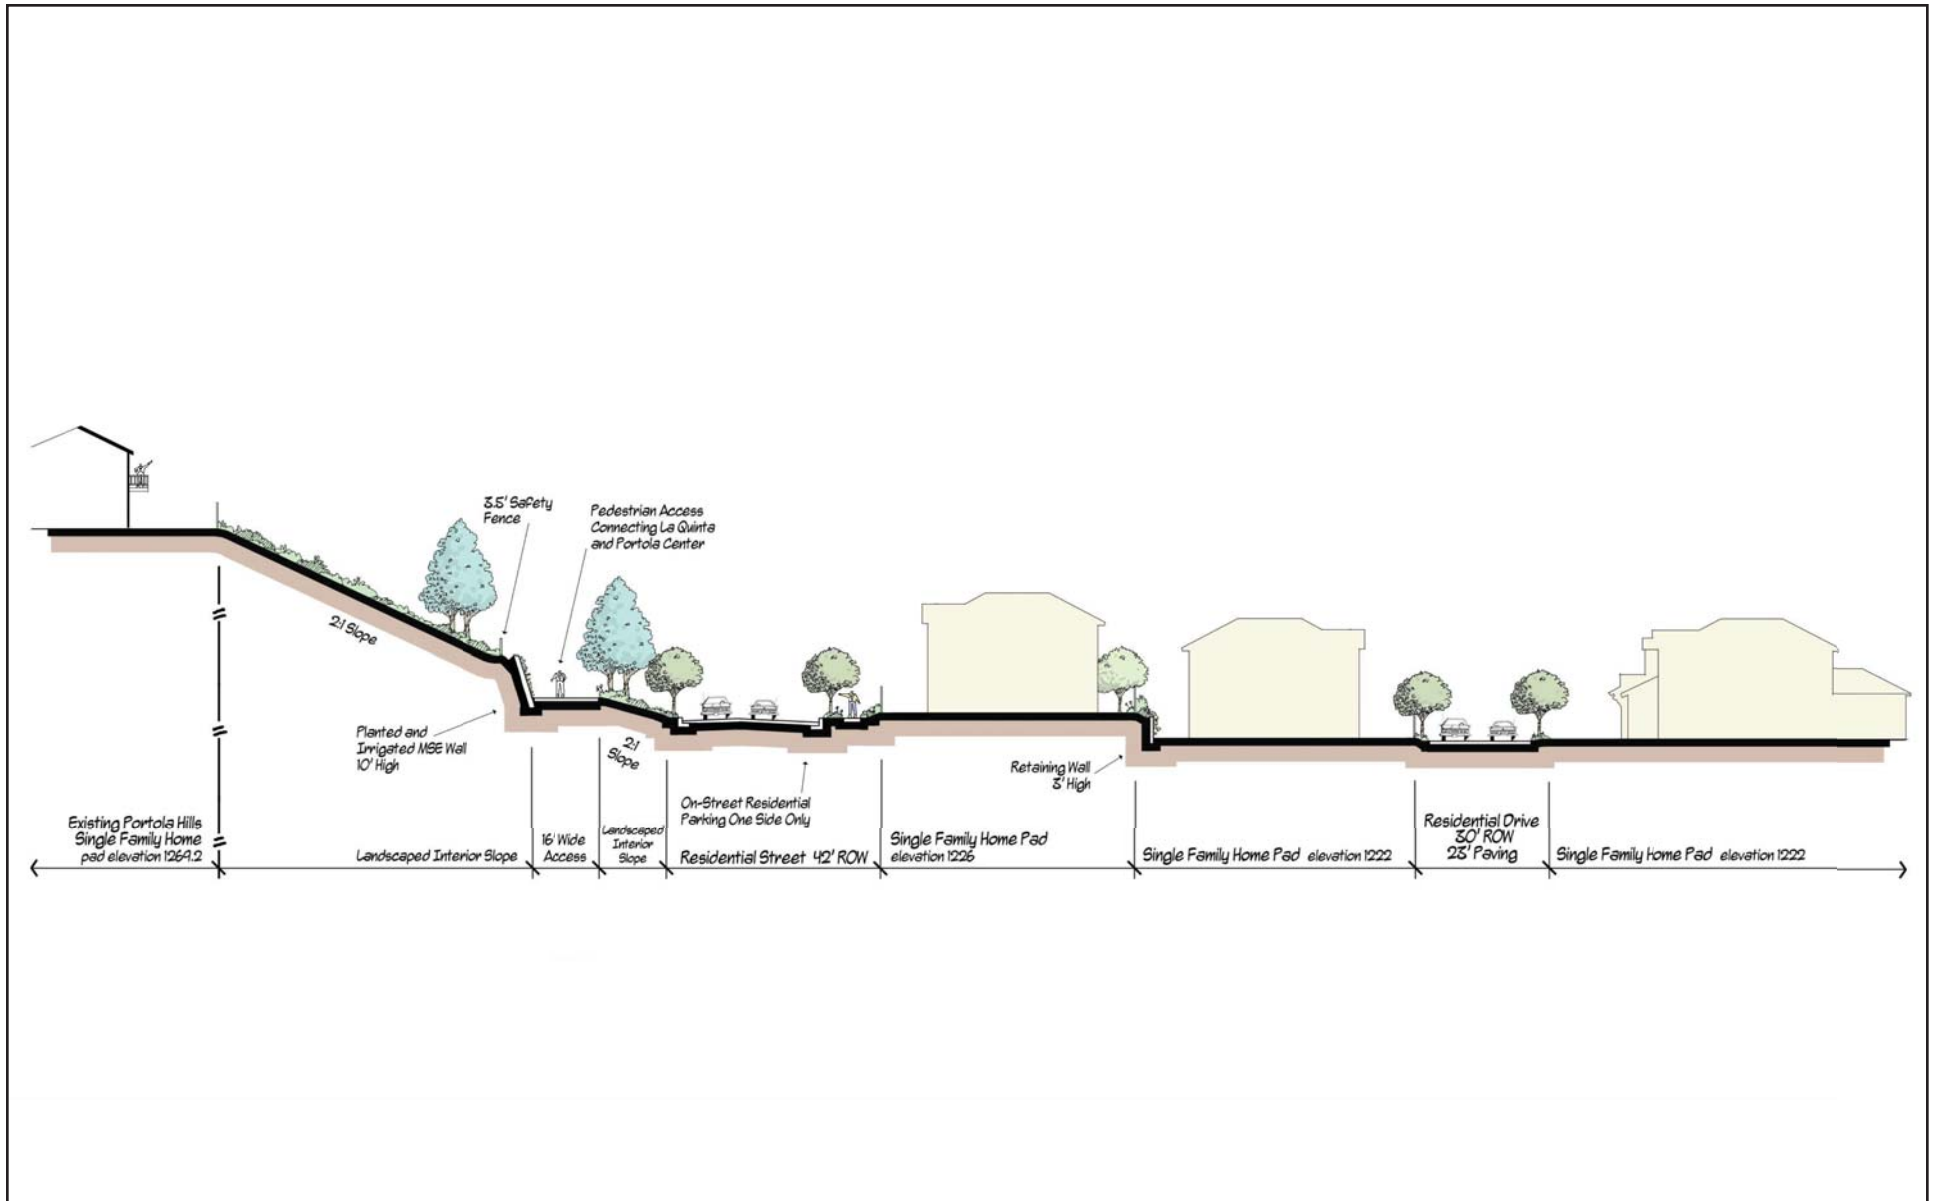 3.5' Safety
Fence
Pedestrian Access
Connecting La Quinta
and Portola Center
2:1 Slope
Planted and
Irrigated MSE Wall
10' High
2:1
Slope
On-Street Residential
Parking One Side Only
Retaining Wall
3' High
Existing Portola Hills
Single Family Home
pad elevation 1269.2
Landscaped Interior Slope
16' Wide
Access
Landscaped
Interior
Slope
Residential Street 42' ROW
Single Family Home Pad
elevation 1226
Single Family Home Pad elevation 1222
Residential Drive
30' ROW
23' Paving
Single Family Home Pad elevation 1222